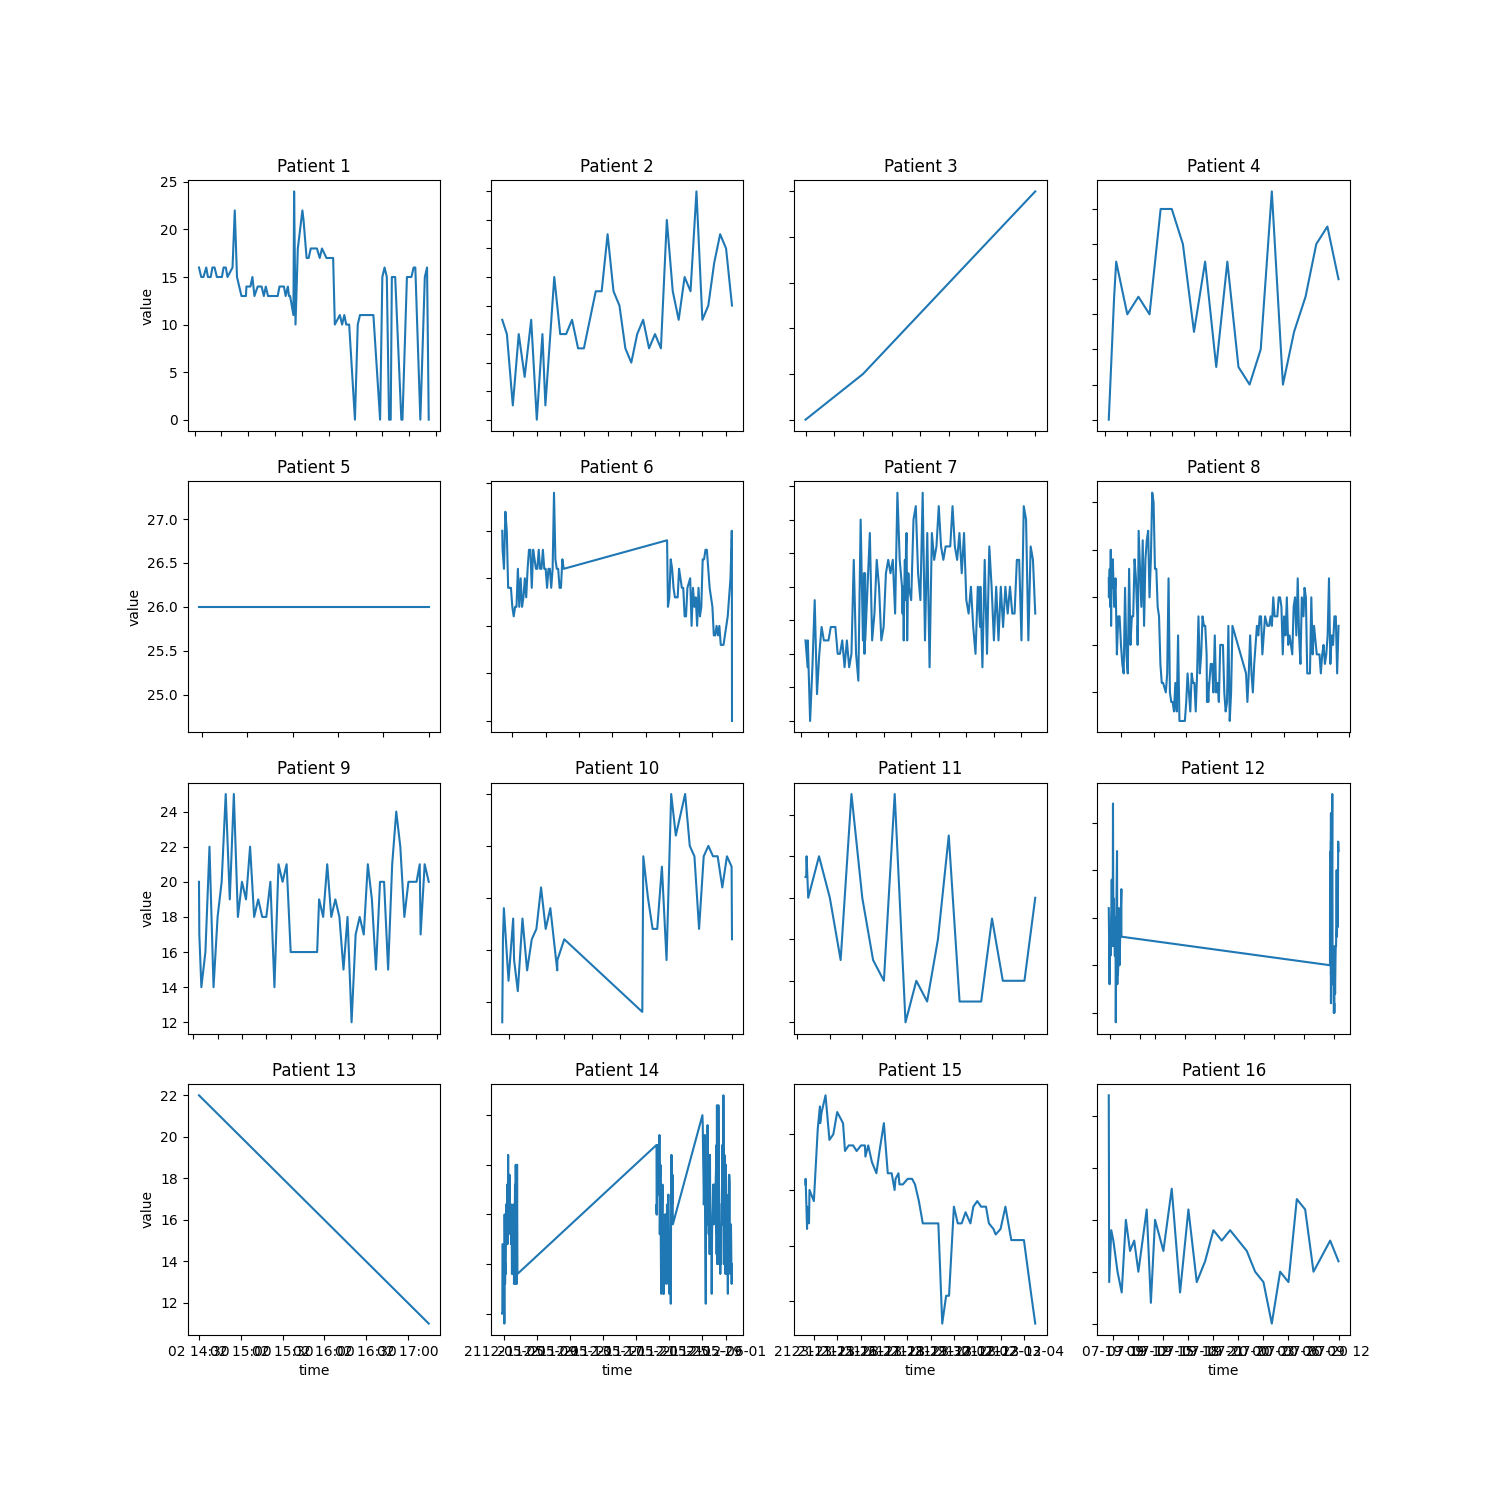 Patient 1 Patient 2 Patient 3 Patient 4
25
20
15
10
5
0
value
Patient 5 Patient 6 Patient 7 Patient 8
27.0
26.5
26.0
25.5
25.0
value
Patient 9 Patient 10 Patient 11 Patient 12
24
22
20
18
16
14
12
value
Patient 13 Patient 14 Patient 15 Patient 16
22
20
18
16
14
12
value
time time time time